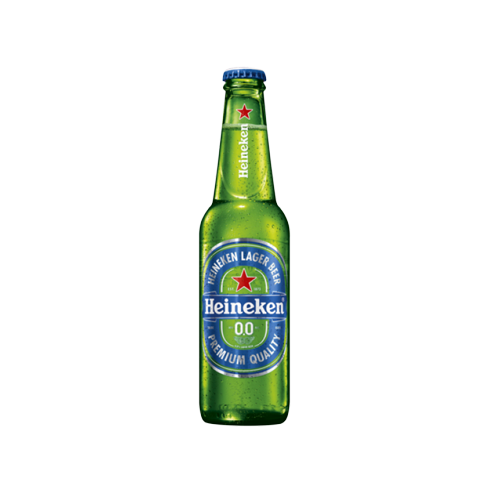 Heineken
HEINEKEN LAGER BEER
Heineken
0.0
PREMIUM QUALITY